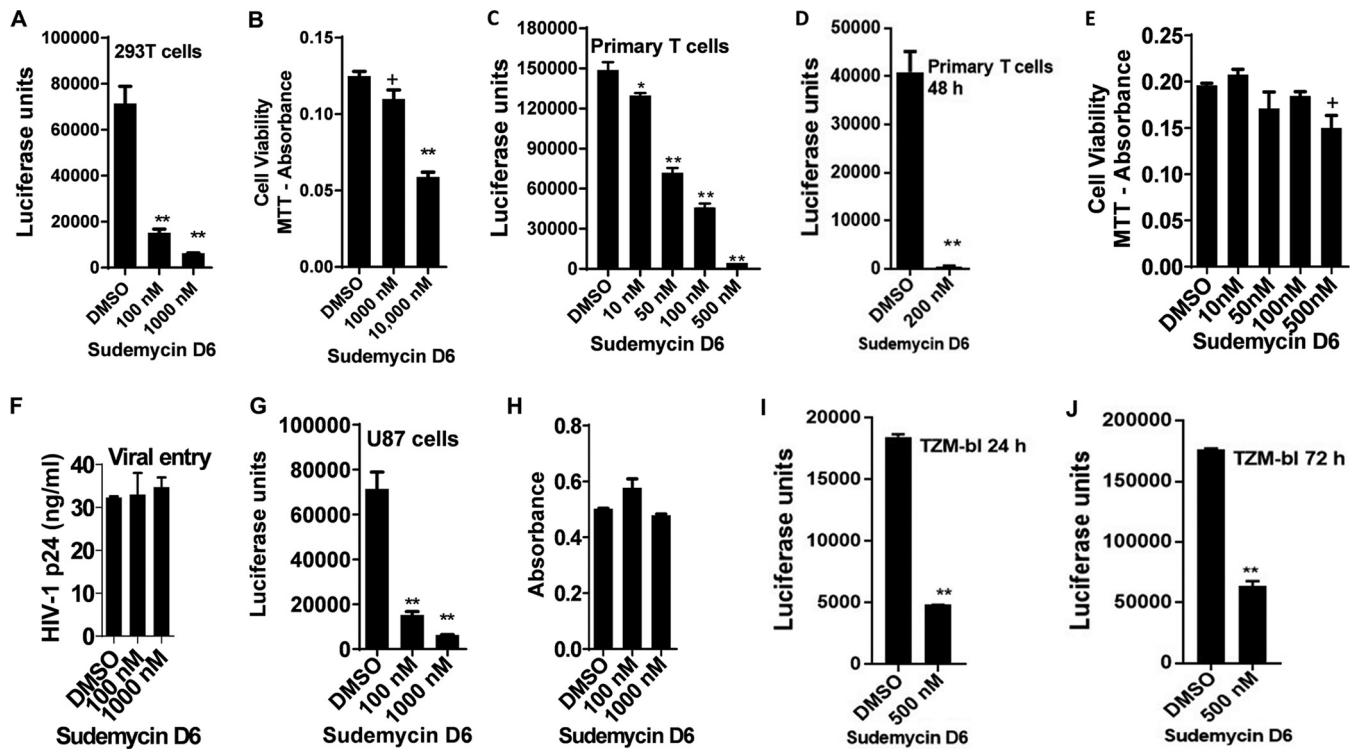 A
293T cells
Luciferase units
100000
80000
60000
40000
20000
0
**
**
DMSO
100 nM
1000 nM
Sudemycin D6
B
Cell Viability
MTT - Absorbance
0.15
0.10
0.05
0.00
+
**
DMSO
1000 nM
10,000 nM
Sudemycin D6
C
Primary T cells
Luciferase units
180000
150000
120000
90000
60000
30000
0
*
**
**
**
DMSO
10 nM
50 nM
100 nM
500 nM
Sudemycin D6
D
Primary T cells
48 h
Luciferase units
50000
40000
30000
20000
10000
0
**
DMSO
200 nM
Sudemycin D6
E
Cell Viability
MTT - Absorbance
0.25
0.20
0.15
0.10
0.05
0.00
+
DMSO
10nM
50nM
100nM
500nM
Sudemycin D6
F
Viral entry
HIV-1 p24 (ng/ml)
40
30
20
10
0
DMSO
100 nM
1000 nM
Sudemycin D6
G
U87 cells
Luciferase units
100000
80000
60000
40000
20000
0
**
**
DMSO
100 nM
1000 nM
Sudemycin D6
H
Absorbance
0.8
0.6
0.4
0.2
0.0
DMSO
100 nM
1000 nM
Sudemycin D6
I
TZM-bl 24 h
Luciferase units
20000
15000
10000
5000
0
**
DMSO
500 nM
Sudemycin D6
J
TZM-bl 72 h
Luciferase units
200000
150000
100000
50000
0
**
DMSO
500 nM
Sudemycin D6